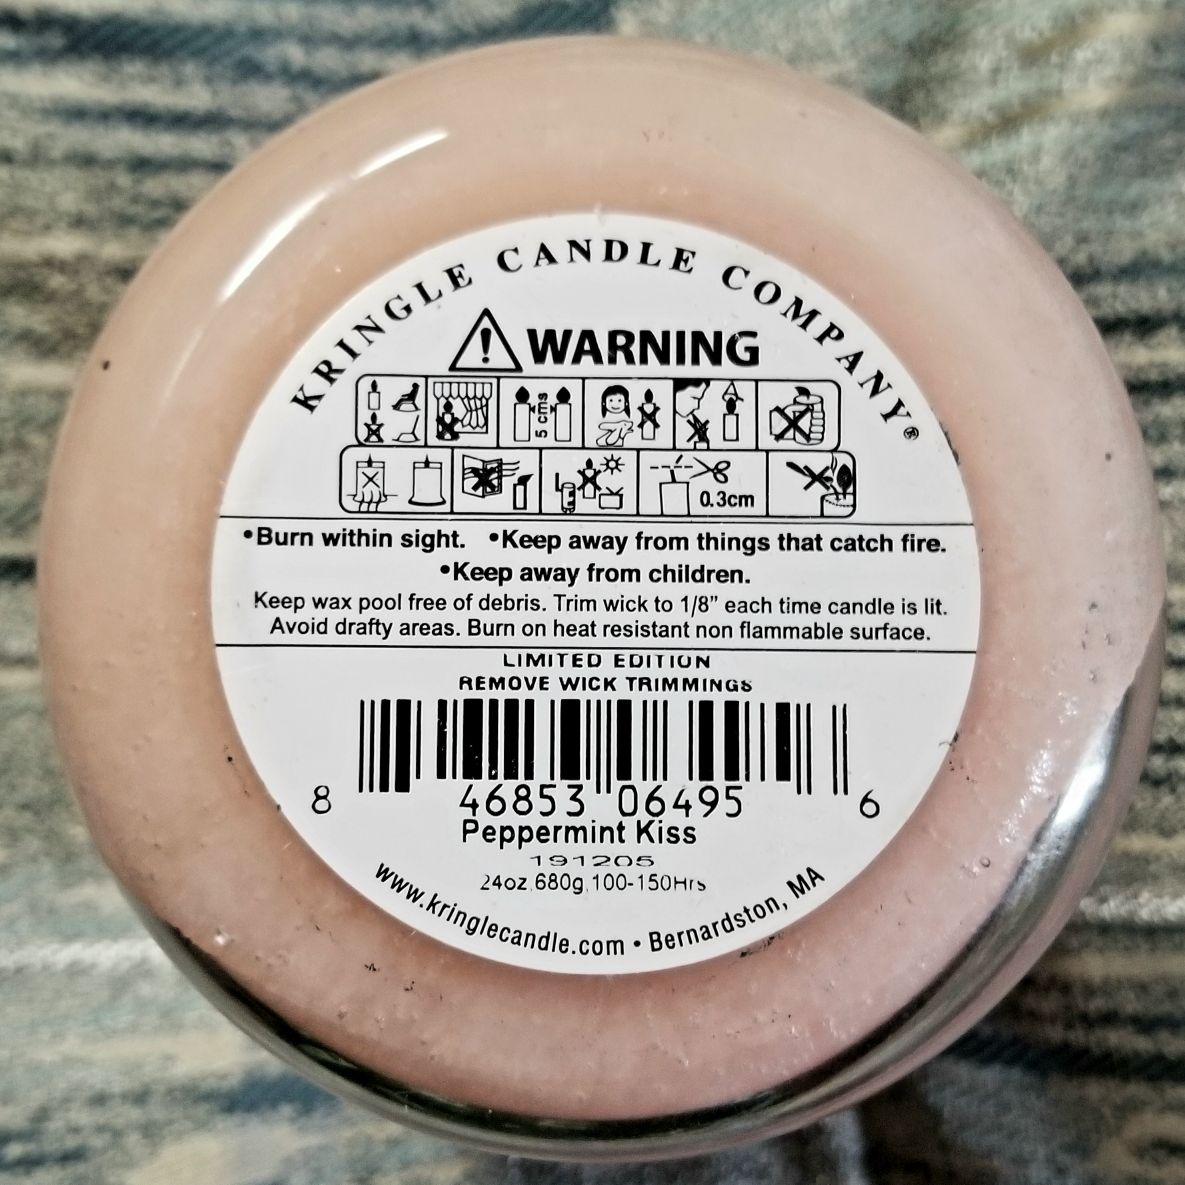 KRINGLE CANDLE COMPANY®
WARNING
5 cms
0.3cm
•Burn within sight. •Keep away from things that catch fire.
•Keep away from children.
Keep wax pool free of debris. Trim wick to 1/8” each time candle is lit.
Avoid drafty areas. Burn on heat resistant non flammable surface.
LIMITED EDITION
REMOVE WICK TRIMMINGS
8 46853 06495 6
Peppermint Kiss
191205
24oz,680g,100-150Hrs
www.kringlecandle.com • Bernardston, MA